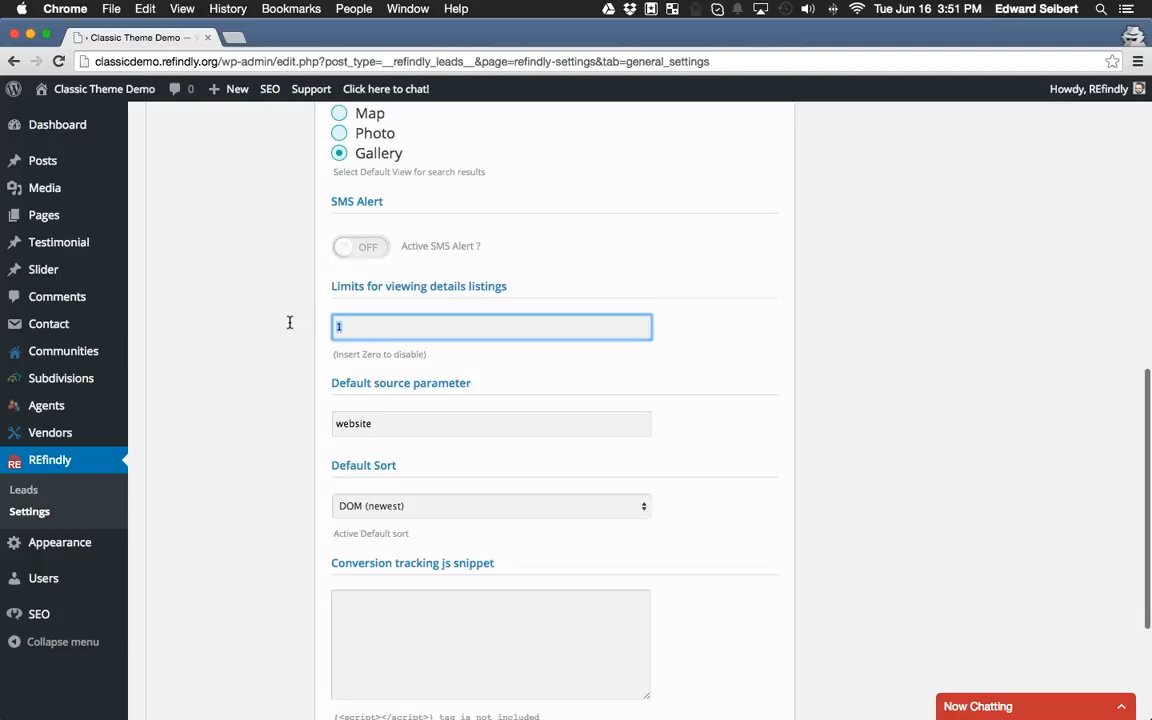 Chrome File Edit View History Bookmarks People Window Help Tue Jun 16 3:51 PM Edward Seibert
Classic Theme Demo —
classicdemo.refindly.org/wp-admin/edit.php?post_type=__refindly_leads__&page=refindly-settings&tab=general_settings
Classic Theme Demo 0 New SEO Support Click here to chat! Howdy, REfindly
Dashboard
Posts
Media
Pages
Testimonial
Slider
Comments
Contact
Communities
Subdivisions
Agents
Vendors
RE REfindly
Leads
Settings
Appearance
Users
SEO
Collapse menu
Map
Photo
Gallery
Select Default View for search results
SMS Alert
OFF Active SMS Alert ?
Limits for viewing details listings
1
(Insert Zero to disable)
Default source parameter
website
Default Sort
DOM (newest)
Active Default sort
Conversion tracking js snippet
(<script></script>) tag is not included
Now Chatting